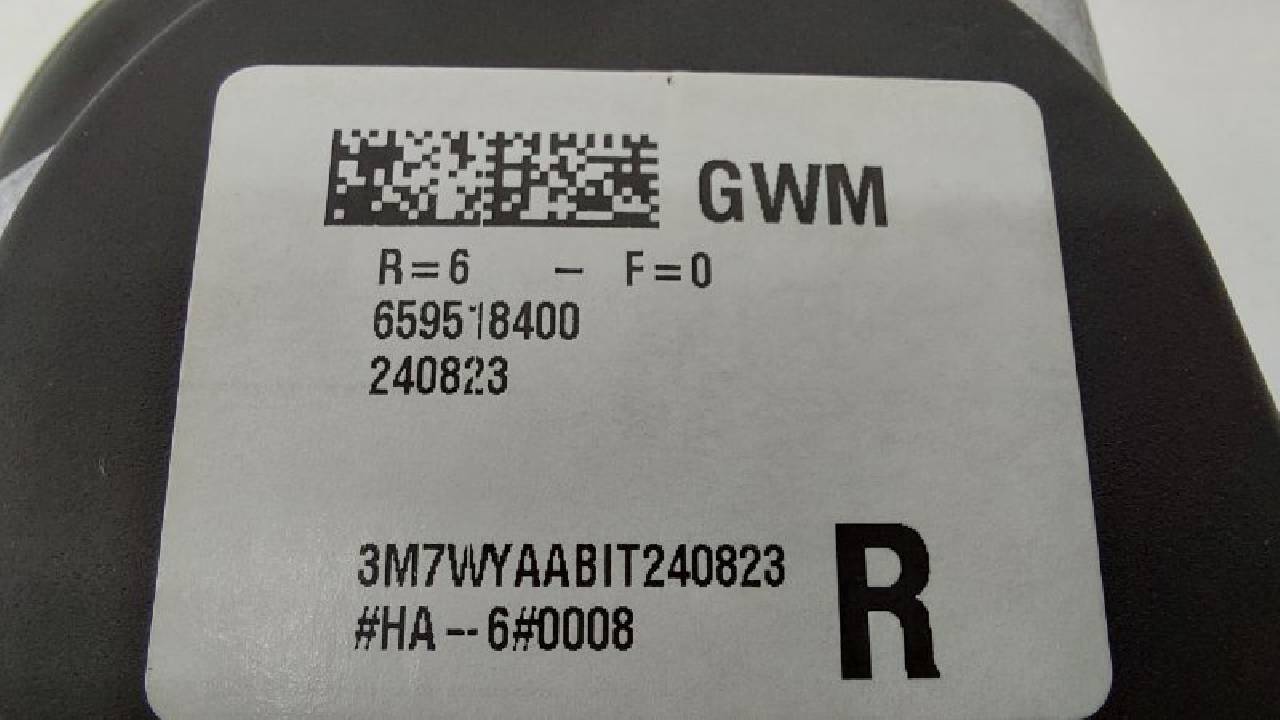 GWM
R=6 - F=0
659518400
240823
3M7WYAABIT240823
#HA--6#0008
R